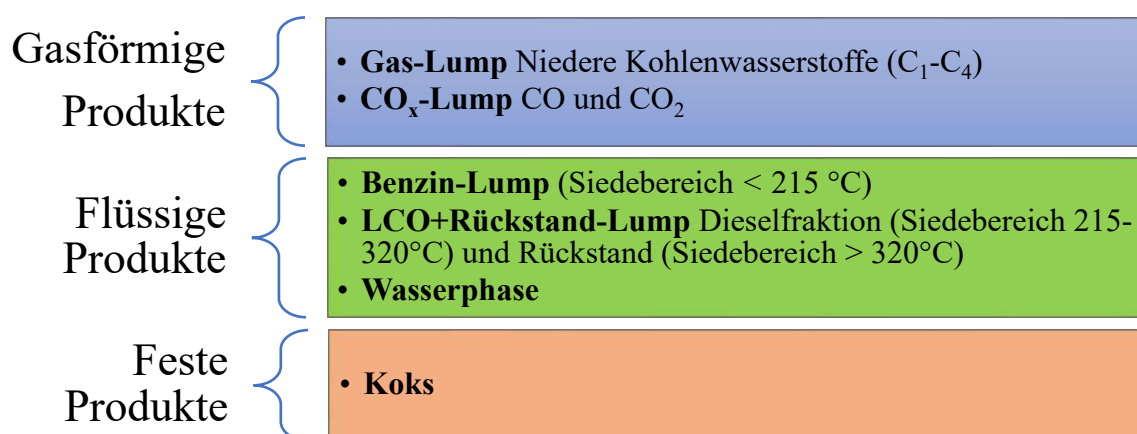 Gasförmige
Produkte
• Gas-Lump Niedere Kohlenwasserstoffe (C₁-C₄)
• COₓ-Lump CO und CO₂
Flüssige
Produkte
• Benzin-Lump (Siedebereich < 215 °C)
• LCO+Rückstand-Lump Dieselfraktion (Siedebereich 215-
320°C) und Rückstand (Siedebereich > 320°C)
• Wasserphase
Feste
Produkte
• Koks